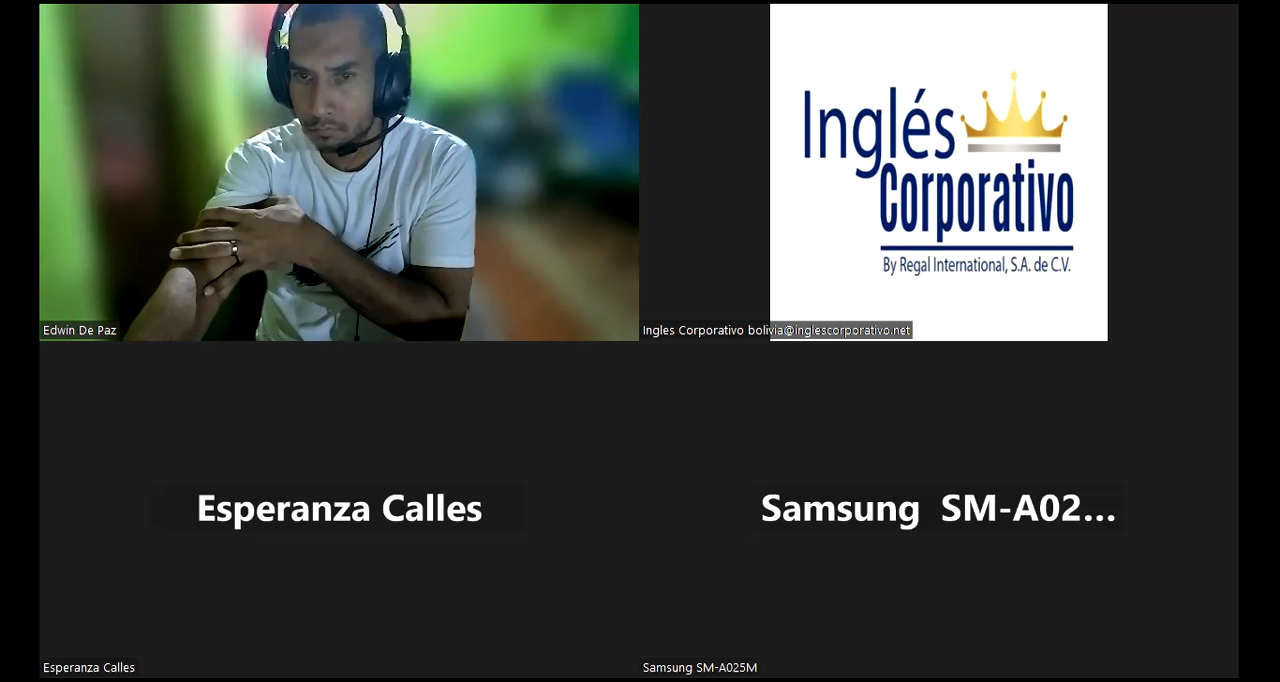 Inglés
Corporativo
By Regal International, S.A. de C.V.
Edwin De Paz
Ingles Corporativo bolivia@inglescorporativo.net
Esperanza Calles
Samsung SM-A02...
Esperanza Calles
Samsung SM-A025M